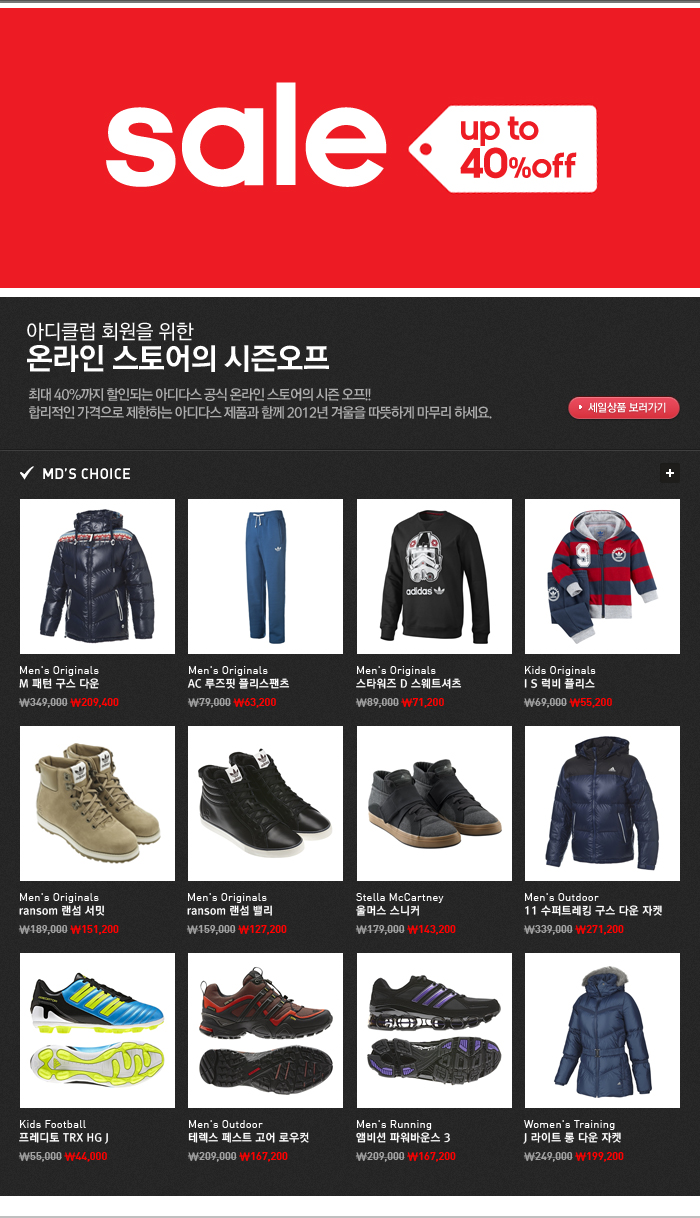 sale
up to
40%off
아디클럽 회원을 위한
온라인 스토어의 시즌오프
최대 40%까지 할인되는 아디다스 공식 온라인 스토어의 시즌 오프!!
합리적인 가격으로 제한하는 아디다스 제품과 함께 2012년 겨울을 따뜻하게 마무리 하세요.
세일상품 보러가기
MD'S CHOICE
+
adidas
9
Men's Originals
M 패턴 구스 다운
₩349,000 ₩209,400
Men's Originals
AC 루즈핏 플리스팬츠
₩79,000 ₩63,200
Men's Originals
스타워즈 D 스웨트셔츠
₩89,000 ₩71,200
Kids Originals
I S 럭비 플리스
₩69,000 ₩55,200
Men's Originals
ransom 랜섬 서밋
₩189,000 ₩151,200
Men's Originals
ransom 랜섬 밸리
₩159,000 ₩127,200
Stella McCartney
울머스 스니커
₩179,000 ₩143,200
Men's Outdoor
11 수퍼트레킹 구스 다운 자켓
₩339,000 ₩271,200
Kids Football
프레디토 TRX HG J
₩55,000 ₩44,000
Men's Outdoor
테렉스 페스트 고어 로우컷
₩209,000 ₩167,200
Men's Running
앰비션 파워바운스 3
₩209,000 ₩167,200
Women's Training
J 라이트 롱 다운 자켓
₩249,000 ₩199,200